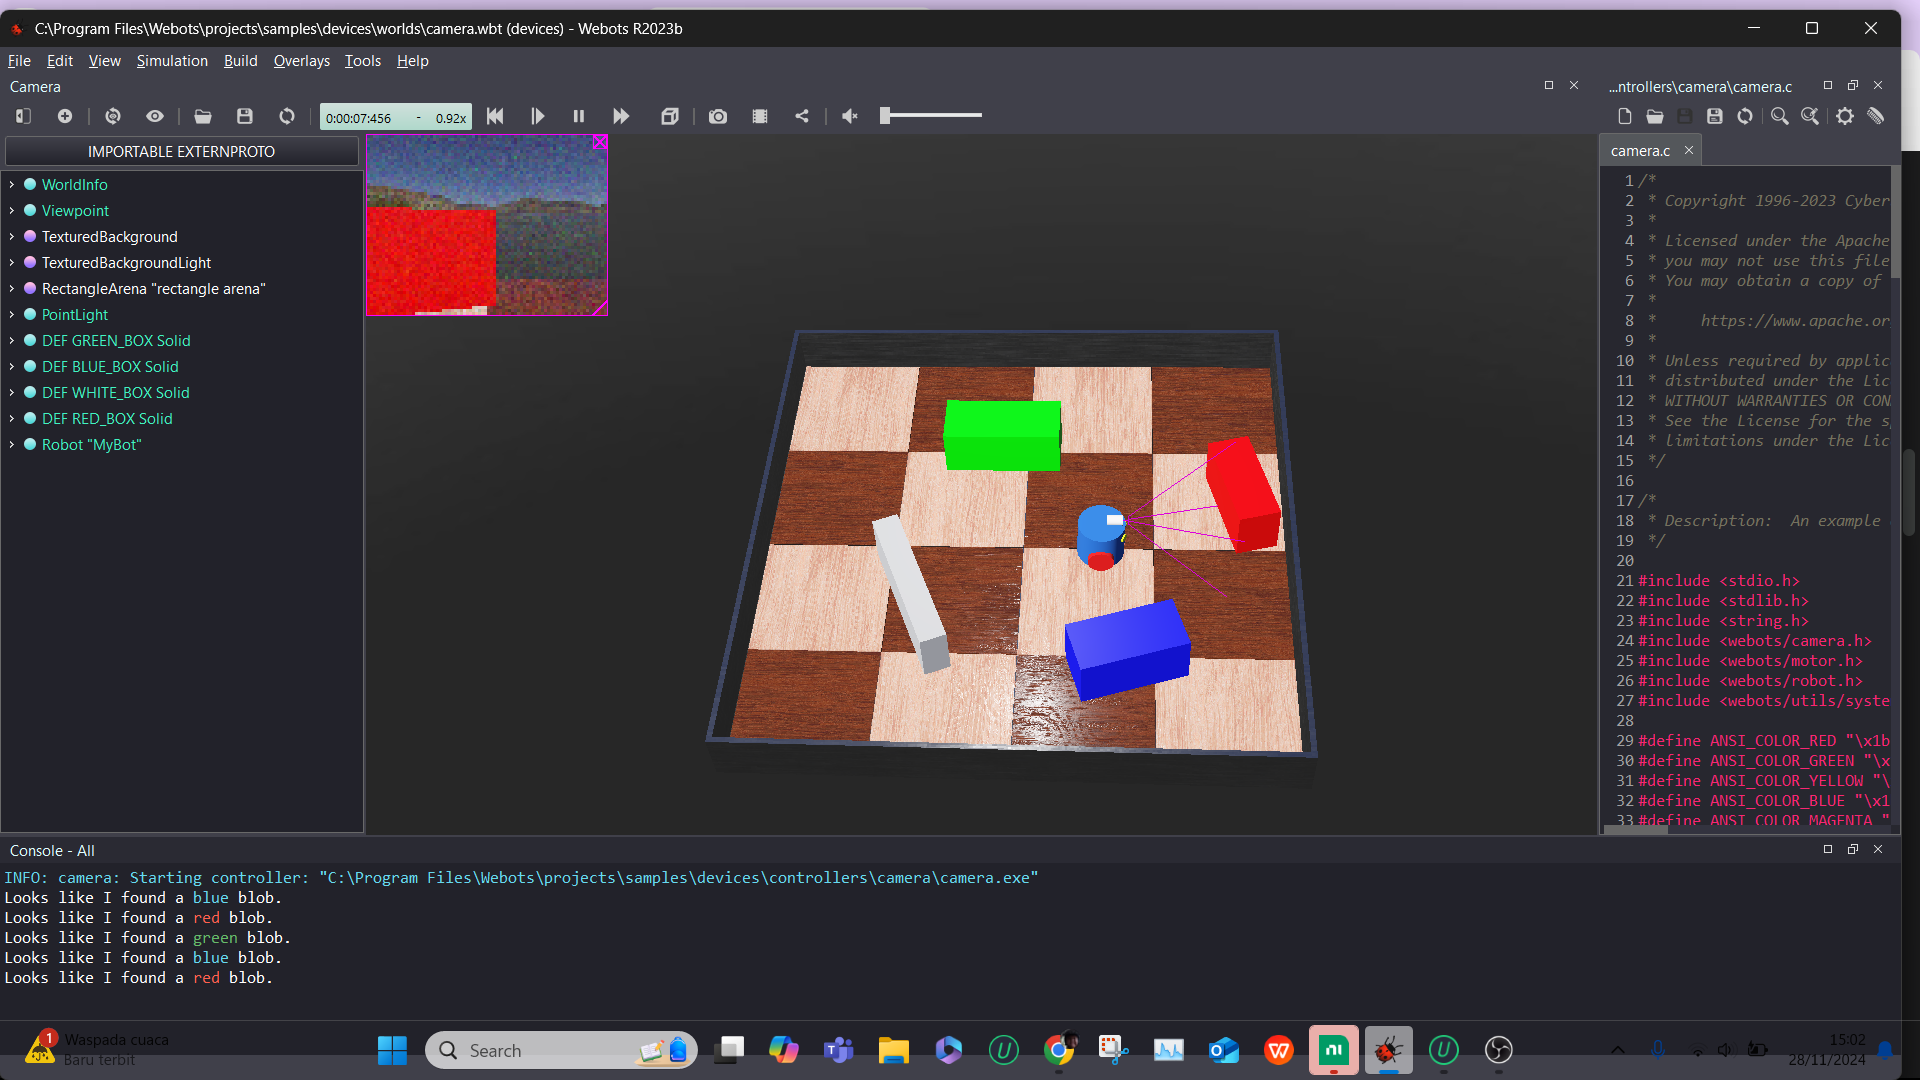 C:\Program Files\Webots\projects\samples\devices\worlds\camera.wbt (devices) - Webots R2023b
File Edit View Simulation Build Overlays Tools Help
Camera
...ntrollers\camera\camera.c
0:00:07:456 - 0.92x
IMPORTABLE EXTERNPROTO
WorldInfo
Viewpoint
TexturedBackground
TexturedBackgroundLight
RectangleArena "rectangle arena"
PointLight
DEF GREEN_BOX Solid
DEF BLUE_BOX Solid
DEF WHITE_BOX Solid
DEF RED_BOX Solid
Robot "MyBot"
camera.c
1 /*
2 * Copyright 1996-2023 Cyber
3 *
4 * Licensed under the Apache
5 * you may not use this file
6 * You may obtain a copy of
7 *
8 * https://www.apache.or
9 *
10 * Unless required by applic
11 * distributed under the Lic
12 * WITHOUT WARRANTIES OR CON
13 * See the License for the s
14 * limitations under the Lic
15 */
16
17 /*
18 * Description: An example
19 */
20
21 #include <stdio.h>
22 #include <stdlib.h>
23 #include <string.h>
24 #include <webots/camera.h>
25 #include <webots/motor.h>
26 #include <webots/robot.h>
27 #include <webots/utils/syste
28
29 #define ANSI_COLOR_RED "\x1b
30 #define ANSI_COLOR_GREEN "\x
31 #define ANSI_COLOR_YELLOW "\
32 #define ANSI_COLOR_BLUE "\x1
33 #define ANSI_COLOR_MAGENTA "
Console - All
INFO: camera: Starting controller: "C:\Program Files\Webots\projects\samples\devices\controllers\camera\camera.exe"
Looks like I found a blue blob.
Looks like I found a red blob.
Looks like I found a green blob.
Looks like I found a blue blob.
Looks like I found a red blob.
1
Waspada cuaca
Baru terbit
Search
15:02
28/11/2024